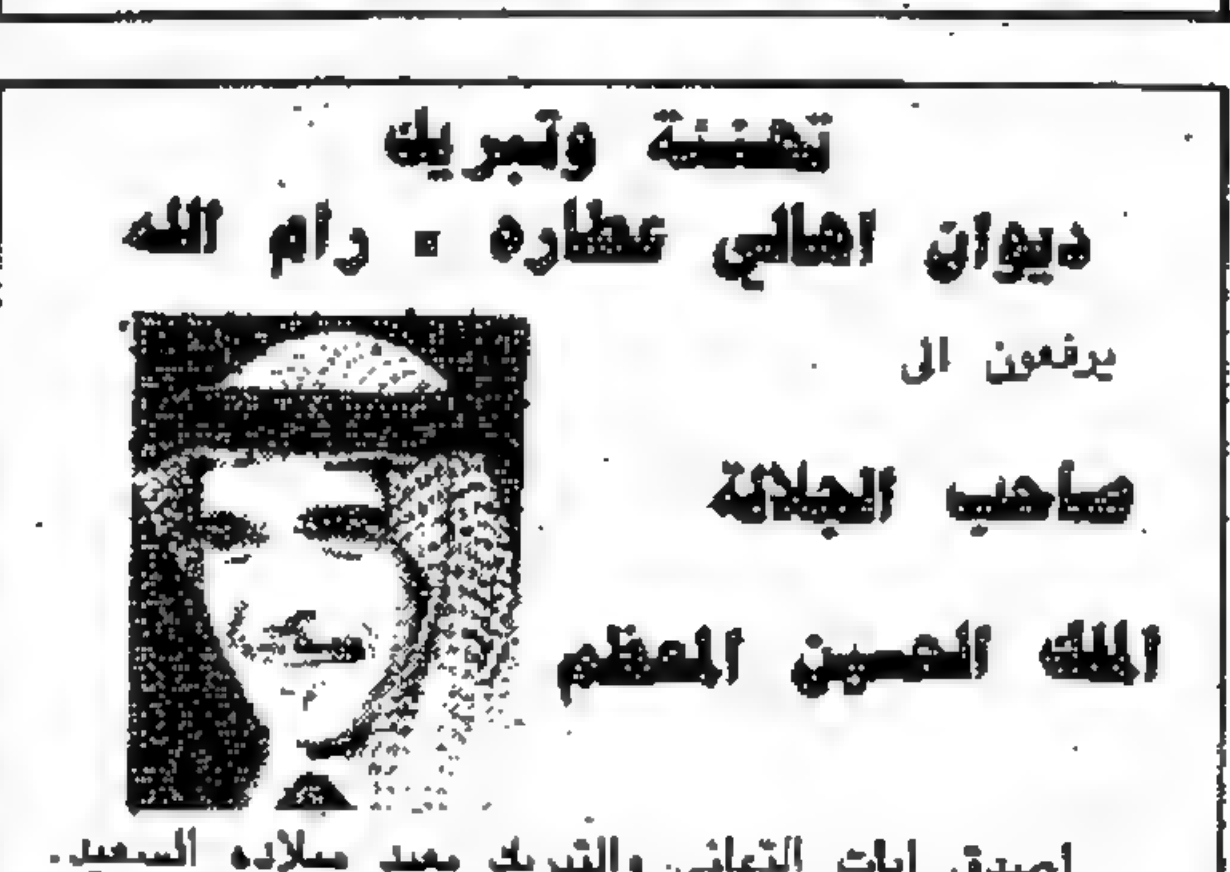 تهنئة وتبريك
ديوان اهالي عطاره - رام الله
يرفعون الى
صاحب الجلالة
الملك الحسين المعظم
اصدق ايات التهاني والتبريك بعيد ميلاده السعيد.